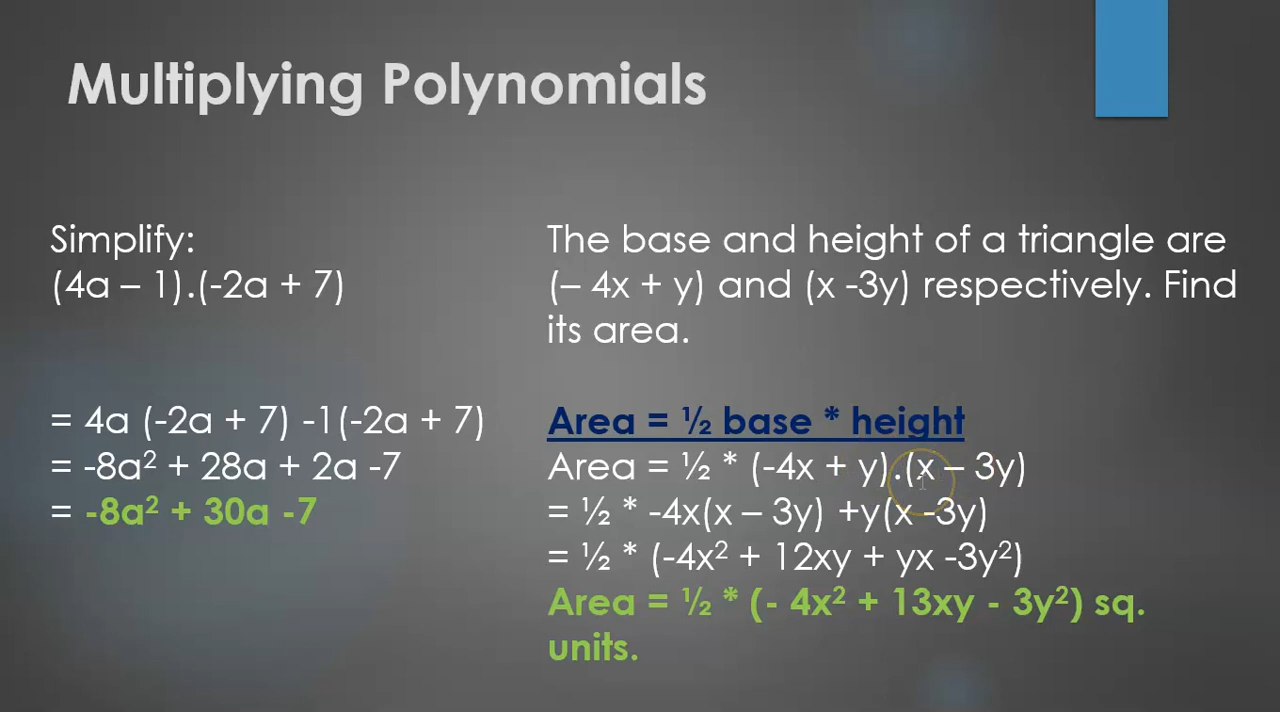 Multiplying Polynomials
Simplify:
(4a – 1).(-2a + 7)
= 4a (-2a + 7) -1(-2a + 7)
= -8a² + 28a + 2a -7
= -8a² + 30a -7
The base and height of a triangle are
(– 4x + y) and (x -3y) respectively. Find
its area.
Area = ½ base * height
Area = ½ * (-4x + y).(x – 3y)
= ½ * -4x(x – 3y) +y(x -3y)
= ½ * (-4x² + 12xy + yx -3y²)
Area = ½ * (- 4x² + 13xy - 3y²) sq.
units.